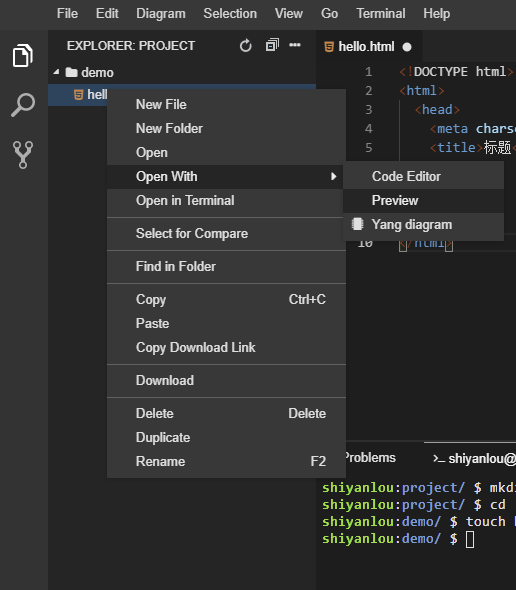 File Edit Diagram Selection View Go Terminal Help
EXPLORER: PROJECT
demo
New File
New Folder
Open
Open With
Open in Terminal
Select for Compare
Find in Folder
Copy Ctrl+C
Paste
Copy Download Link
Download
Delete Delete
Duplicate
Rename F2
Code Editor
Preview
Yang diagram
hello.html
1 <!DOCTYPE html>
2 <html>
3 <head>
4 <meta
5 <title>标题<
10 </html>
Problems
>_ shiyanlou@
shiyanlou:project/ $
shiyanlou:project/ $ cd
shiyanlou:demo/ $ touch
shiyanlou:demo/ $